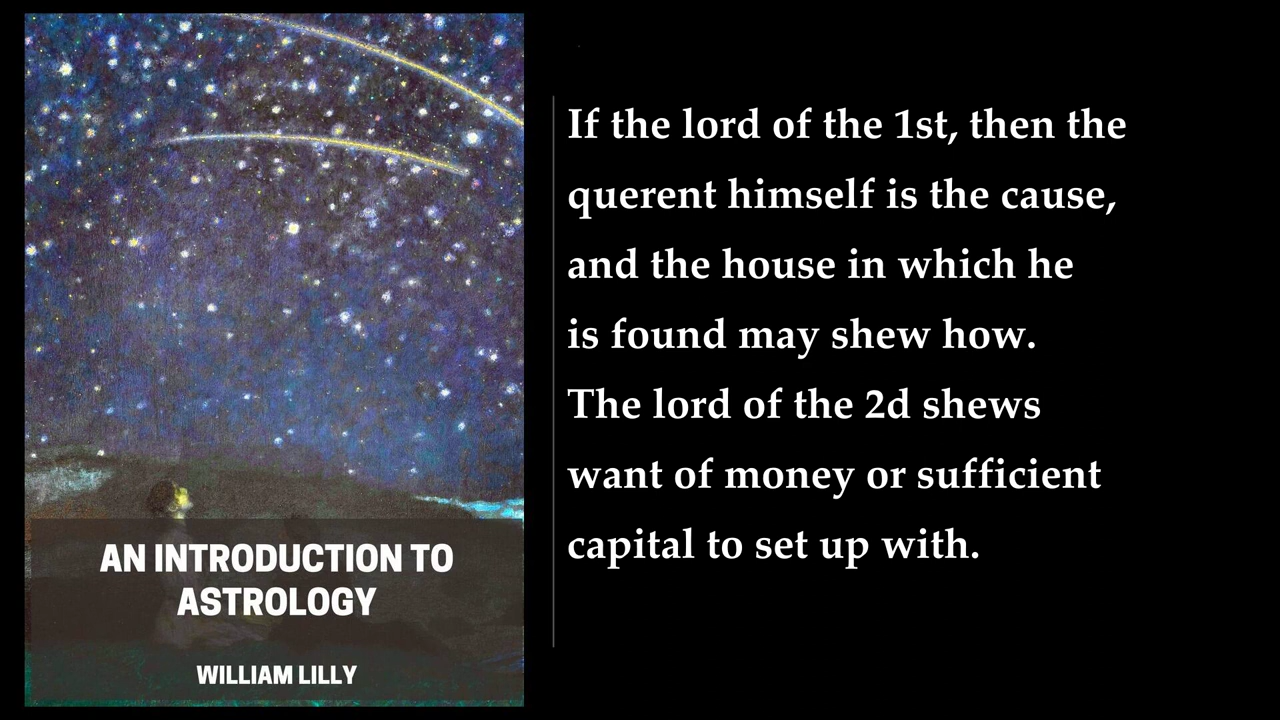 AN INTRODUCTION TO
ASTROLOGY
WILLIAM LILLY
If the lord of the 1st, then the
querent himself is the cause,
and the house in which he
is found may shew how.
The lord of the 2d shews
want of money or sufficient
capital to set up with.